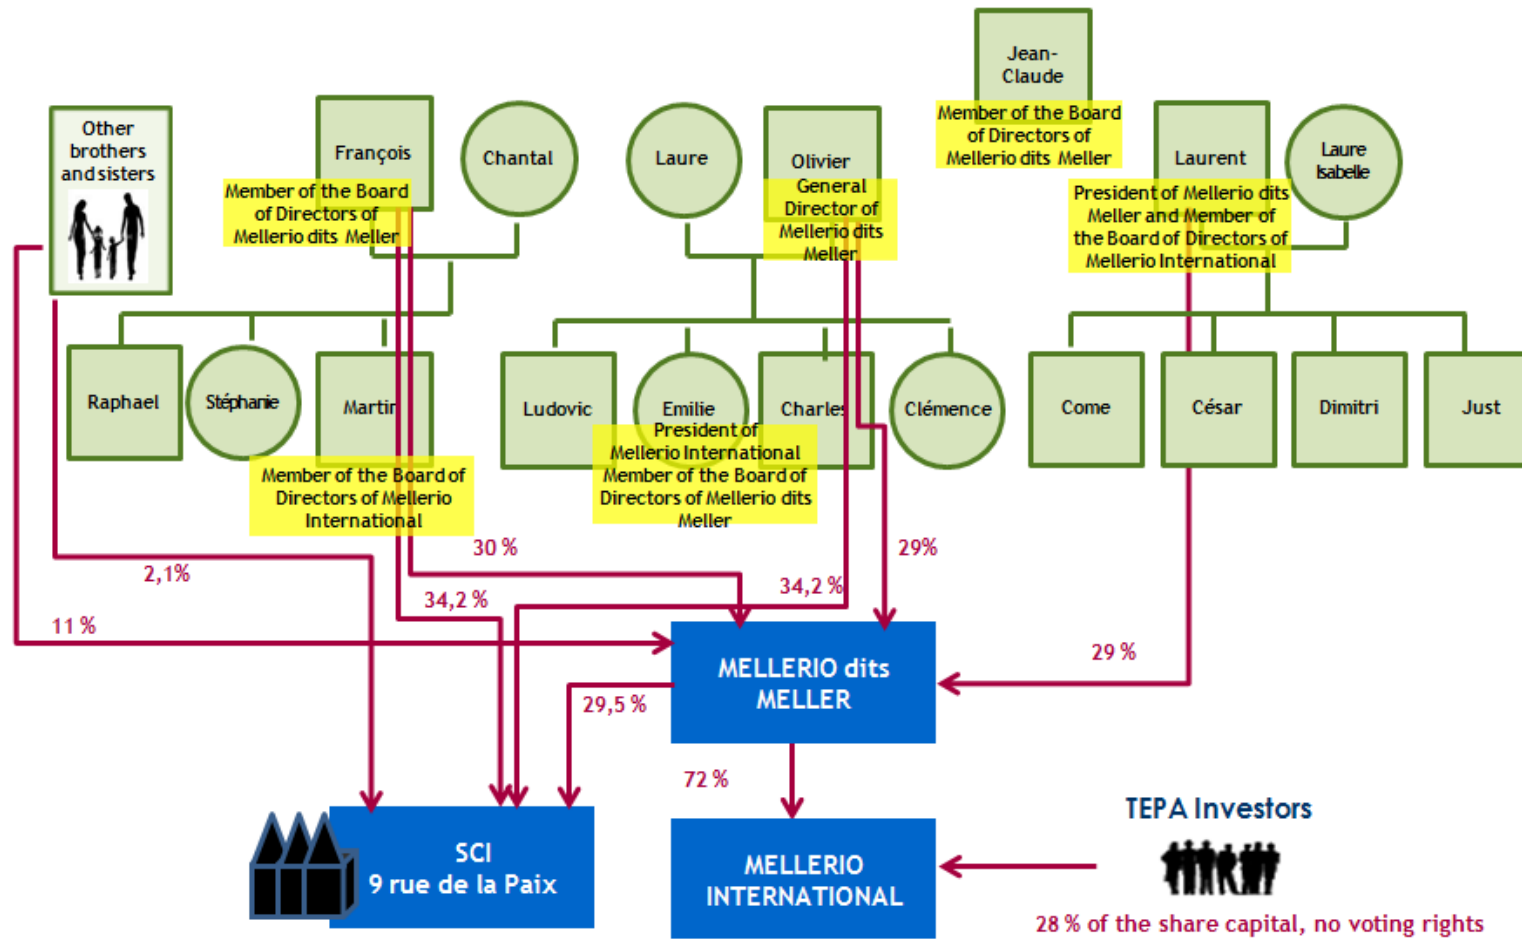 Jean-
Claude
Member of the Board
of Directors of
Mellerio dits Meller
Other
brothers
and sisters
François
Member of the Board
of Directors of
Mellerio dits Meller
Chantal
Laure
Olivier
General
Director of
Mellerio dits
Meller
Laurent
President of Mellerio dits
Meller and Member of
the Board of Directors of
Mellerio International
Laure
Isabelle
Raphael
Stéphanie
Martin
Member of the Board of
Directors of Mellerio
International
Ludovic
Emilie
President of
Mellerio International
Member of the Board of
Directors of Mellerio dits
Meller
Charles
Clémence
Come
César
Dimitri
Just
30 %
29%
2,1%
34,2 %
34,2 %
11 %
29 %
MELLERIO dits
MELLER
29,5 %
72 %
TEPA Investors
SCI
9 rue de la Paix
MELLERIO
INTERNATIONAL
28 % of the share capital, no voting rights